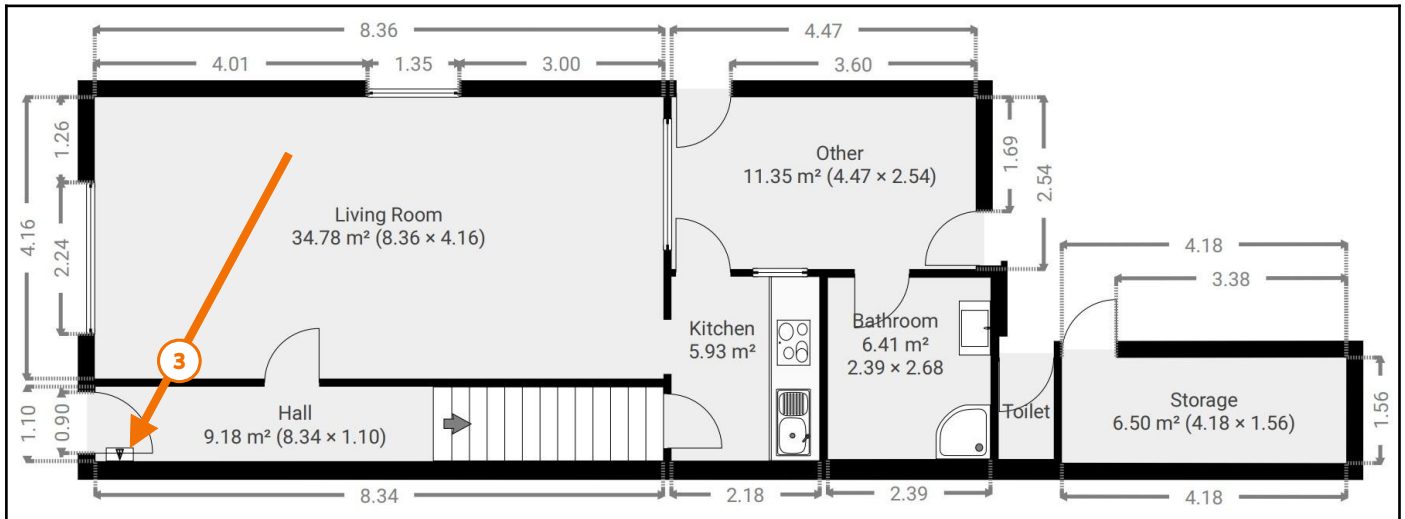 8.36
4.47
4.01
1.35
3.00
3.60
1.26
4.16
2.24
Living Room
34.78 m² (8.36 × 4.16)
Other
11.35 m² (4.47 × 2.54)
1.69
2.54
4.18
3.38
3
Kitchen
5.93 m²
Bathroom
6.41 m²
2.39 × 2.68
1.10
0.90
Hall
9.18 m² (8.34 × 1.10)
Toilet
Storage
6.50 m² (4.18 × 1.56)
1.56
8.34
2.18
2.39
4.18